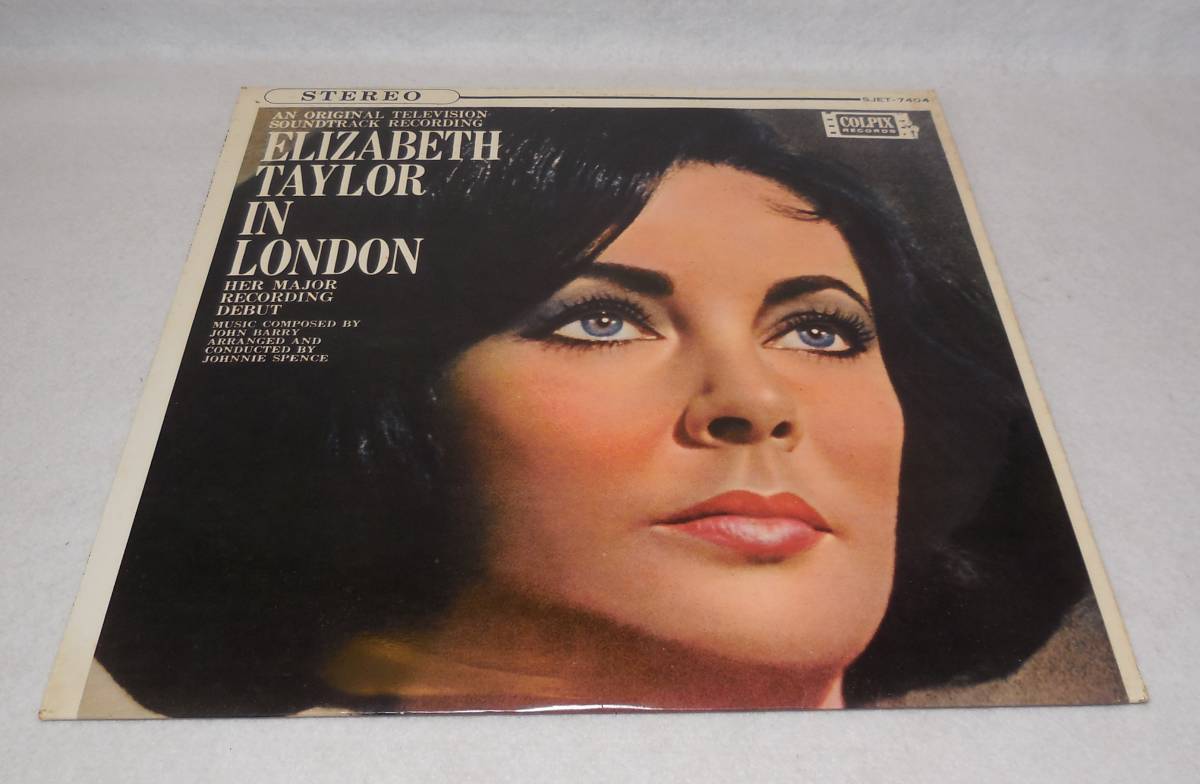 STEREO
SJET-7404
AN ORIGINAL TELEVISION
SOUNDTRACK RECORDING
COLPIX
RECORDS
ELIZABETH
TAYLOR
IN
LONDON
HER MAJOR
RECORDING
DEBUT
MUSIC COMPOSED BY
JOHN BARRY
ARRANGED AND
CONDUCTED BY
JOHNNIE SPENCE